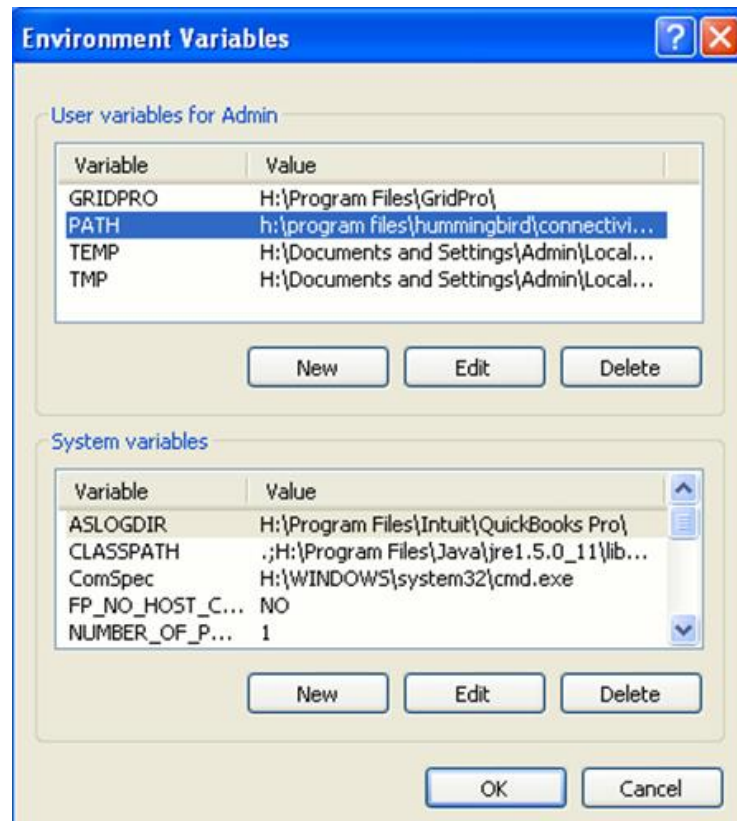 Environment Variables
User variables for Admin
Variable Value
GRIDPRO H:\Program Files\GridPro\
PATH h:\program files\hummingbird\connectivi...
TEMP H:\Documents and Settings\Admin\Local...
TMP H:\Documents and Settings\Admin\Local...
New Edit Delete
System variables
Variable Value
ASLOGDIR H:\Program Files\Intuit\QuickBooks Pro\
CLASSPATH .;H:\Program Files\Java\jre1.5.0_11\lib...
ComSpec H:\WINDOWS\system32\cmd.exe
FP_NO_HOST_C... NO
NUMBER_OF_P... 1
New Edit Delete
OK Cancel